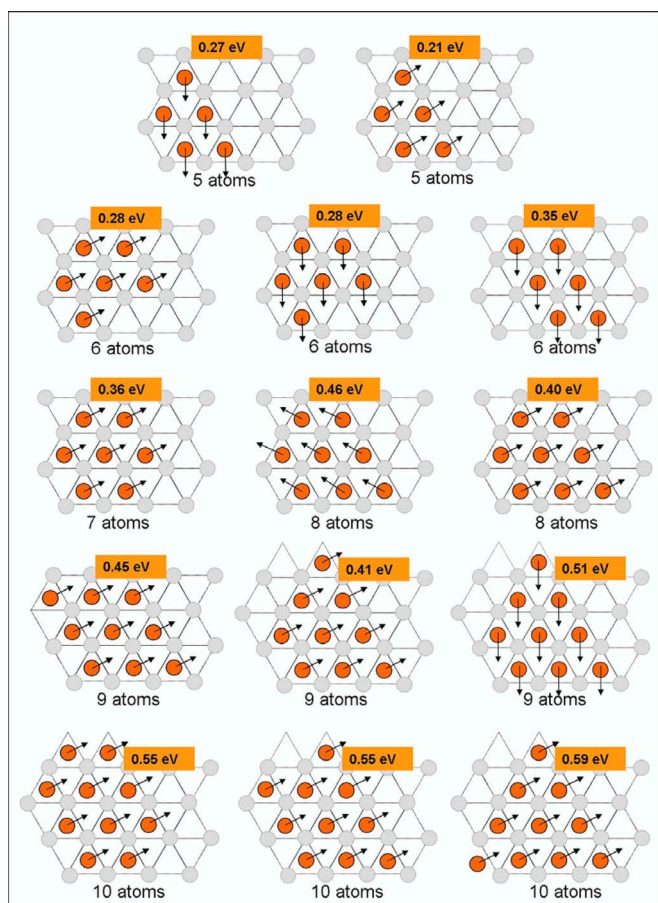 0.27 eV 0.21 eV
5 atoms 5 atoms
0.28 eV 0.28 eV 0.35 eV
6 atoms 6 atoms 6 atoms
0.36 eV 0.46 eV 0.40 eV
7 atoms 8 atoms 8 atoms
0.45 eV 0.41 eV 0.51 eV
9 atoms 9 atoms 9 atoms
0.55 eV 0.55 eV 0.59 eV
10 atoms 10 atoms 10 atoms